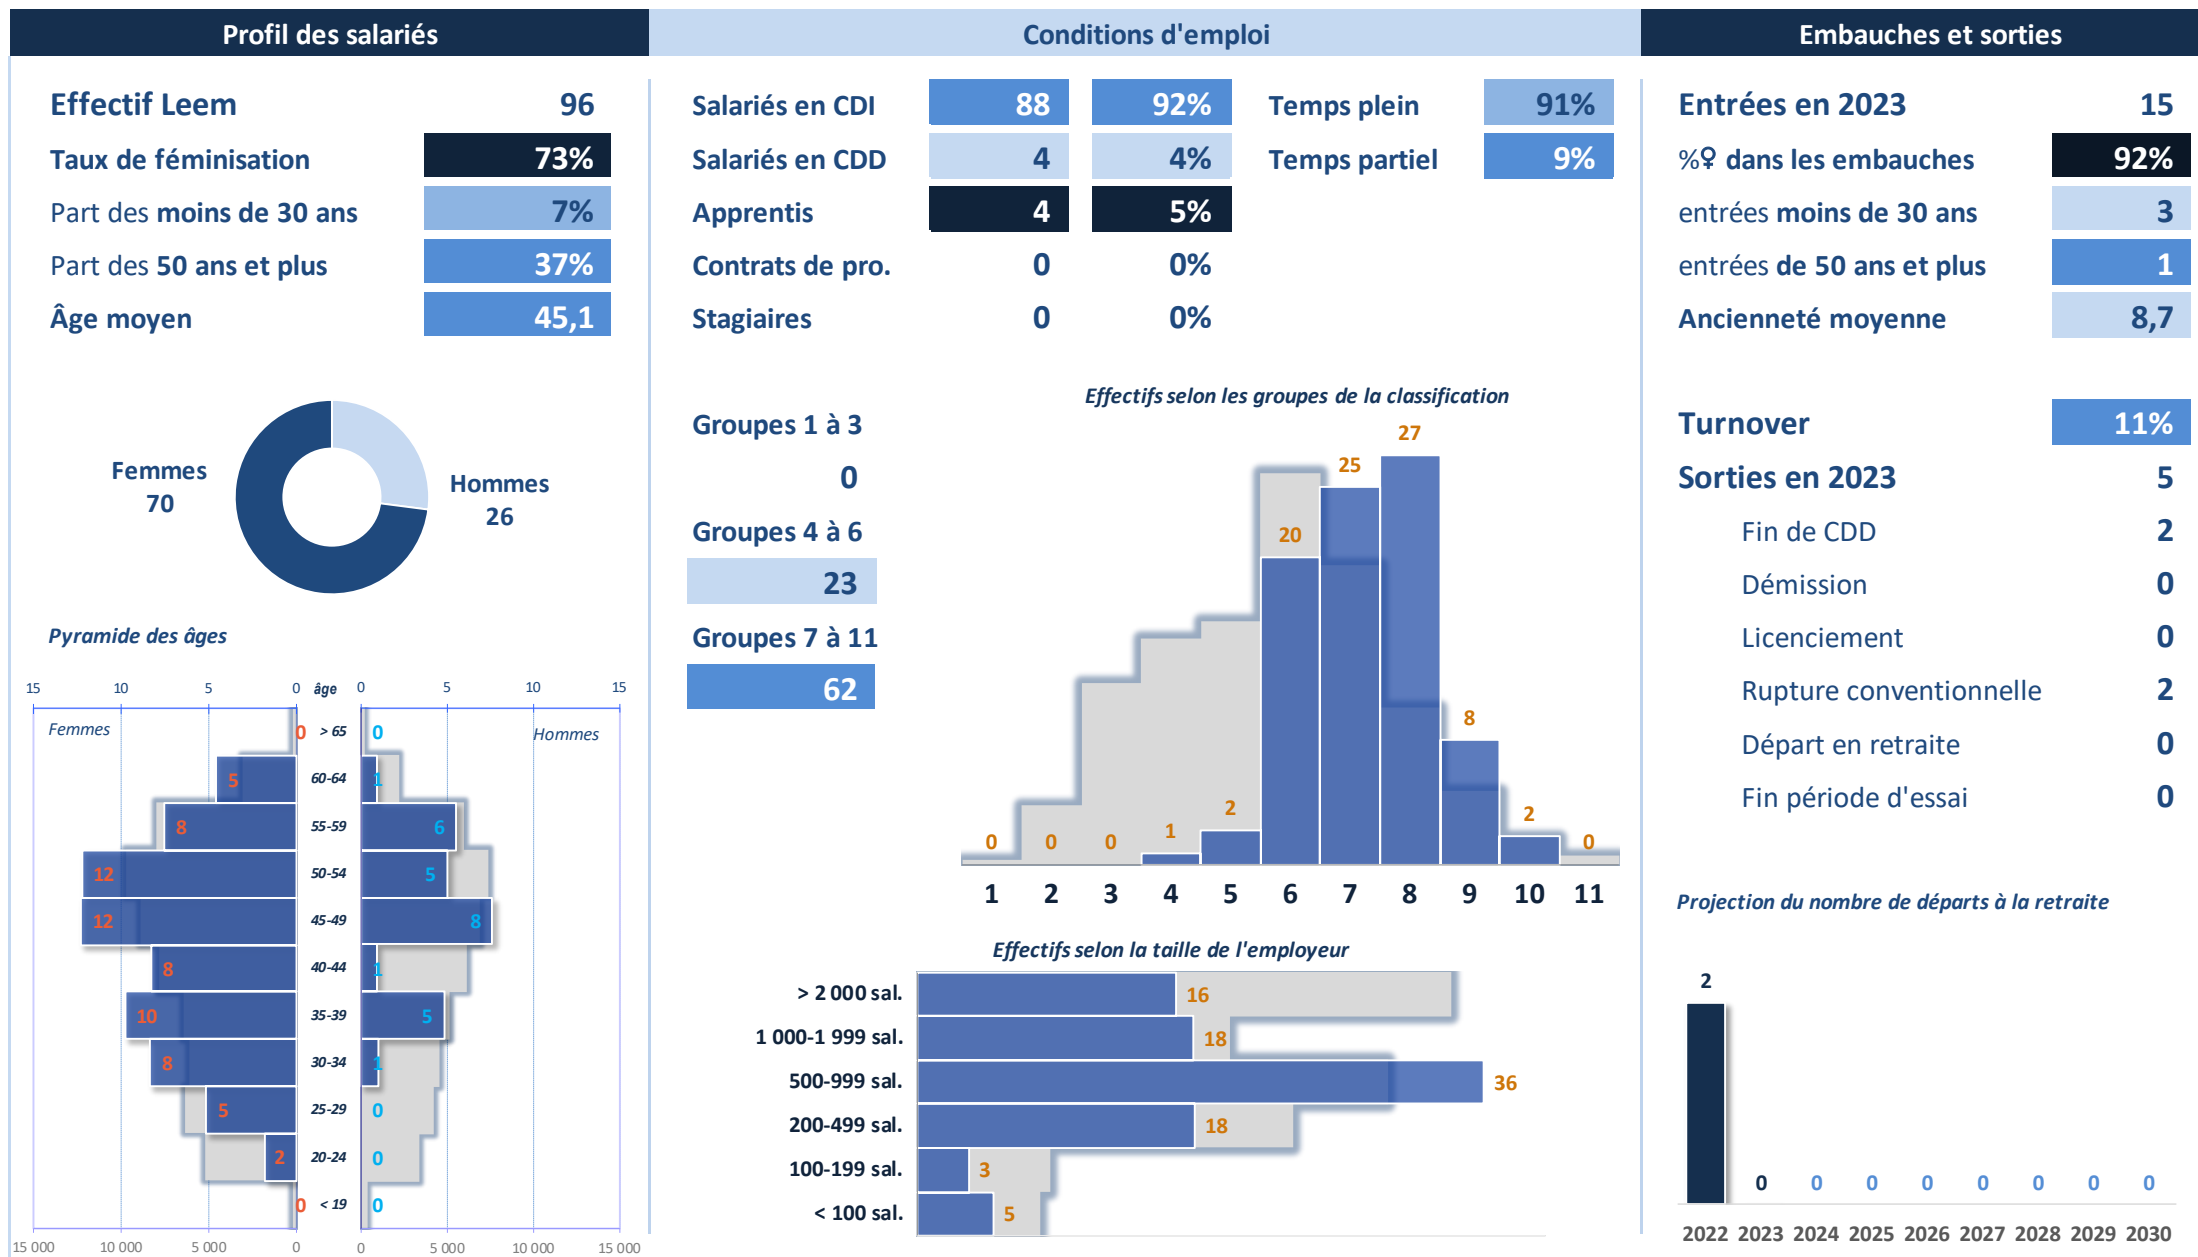 Profil des salariés
Effectif Leem 96
Taux de féminisation 73%
Part des moins de 30 ans 7%
Part des 50 ans et plus 37%
Âge moyen 45,1
Femmes
70
Hommes
26
Pyramide des âges
15 10 5 0 âge 0 5 10 15
Femmes
Hommes
0 > 65 0
5 60-64 1
8 55-59 6
12 50-54 5
12 45-49 8
8 40-44 1
10 35-39 5
8 30-34 1
5 25-29 0
2 20-24 0
0 < 19 0
15 000 10 000 5 000 0 0 5 000 10 000 15 000
Conditions d'emploi
Salariés en CDI 88 92% Temps plein 91%
Salariés en CDD 4 4% Temps partiel 9%
Apprentis 4 5%
Contrats de pro. 0 0%
Stagiaires 0 0%
Groupes 1 à 3
0
Groupes 4 à 6
23
Groupes 7 à 11
62
Effectifs selon les groupes de la classification
0 0 0 1 2 20 25 27 8 2 0
1 2 3 4 5 6 7 8 9 10 11
Effectifs selon la taille de l'employeur
> 2 000 sal. 16
1 000-1 999 sal. 18
500-999 sal. 36
200-499 sal. 18
100-199 sal. 3
< 100 sal. 5
Embauches et sorties
Entrées en 2023 15
%♀ dans les embauches 92%
entrées moins de 30 ans 3
entrées de 50 ans et plus 1
Ancienneté moyenne 8,7
Turnover 11%
Sorties en 2023 5
Fin de CDD 2
Démission 0
Licenciement 0
Rupture conventionnelle 2
Départ en retraite 0
Fin période d'essai 0
Projection du nombre de départs à la retraite
2 0 0 0 0 0 0 0 0
2022 2023 2024 2025 2026 2027 2028 2029 2030